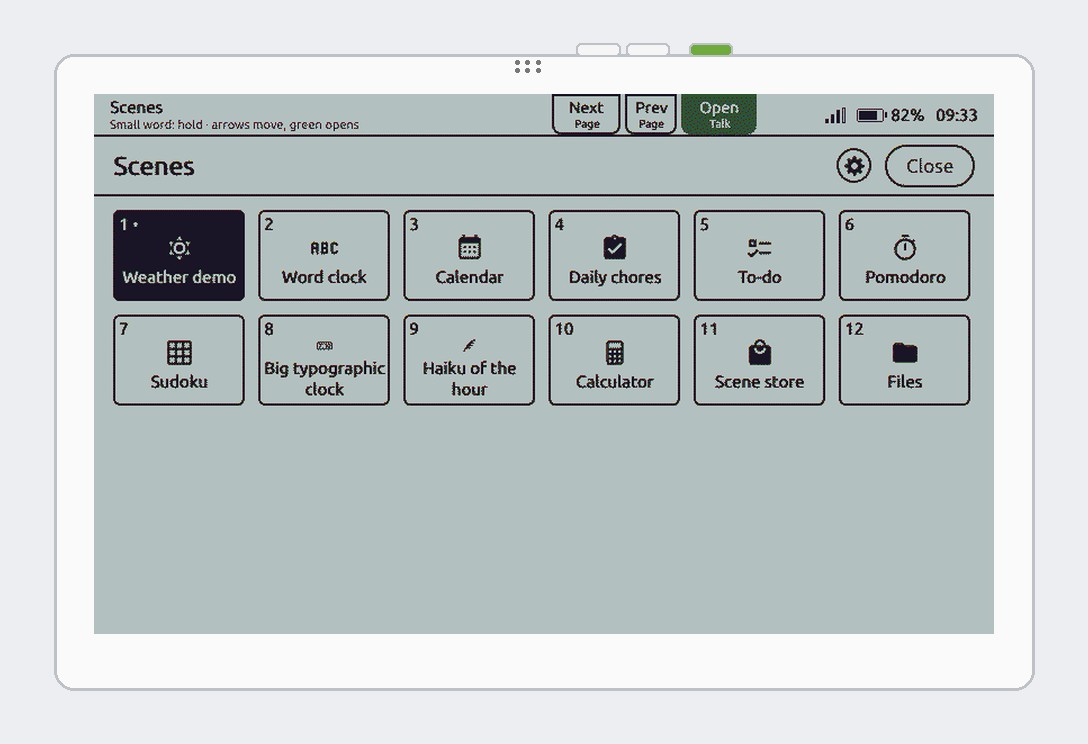 Scenes
Small word: hold · arrows move, green opens
Next
Page
Prev
Page
Open
Talk
82%
09:33
Scenes
Close
1 •
Weather demo
2
ABC
Word clock
3
Calendar
4
Daily chores
5
To-do
6
Pomodoro
7
Sudoku
8
Big typographic
clock
9
Haiku of the
hour
10
Calculator
11
Scene store
12
Files